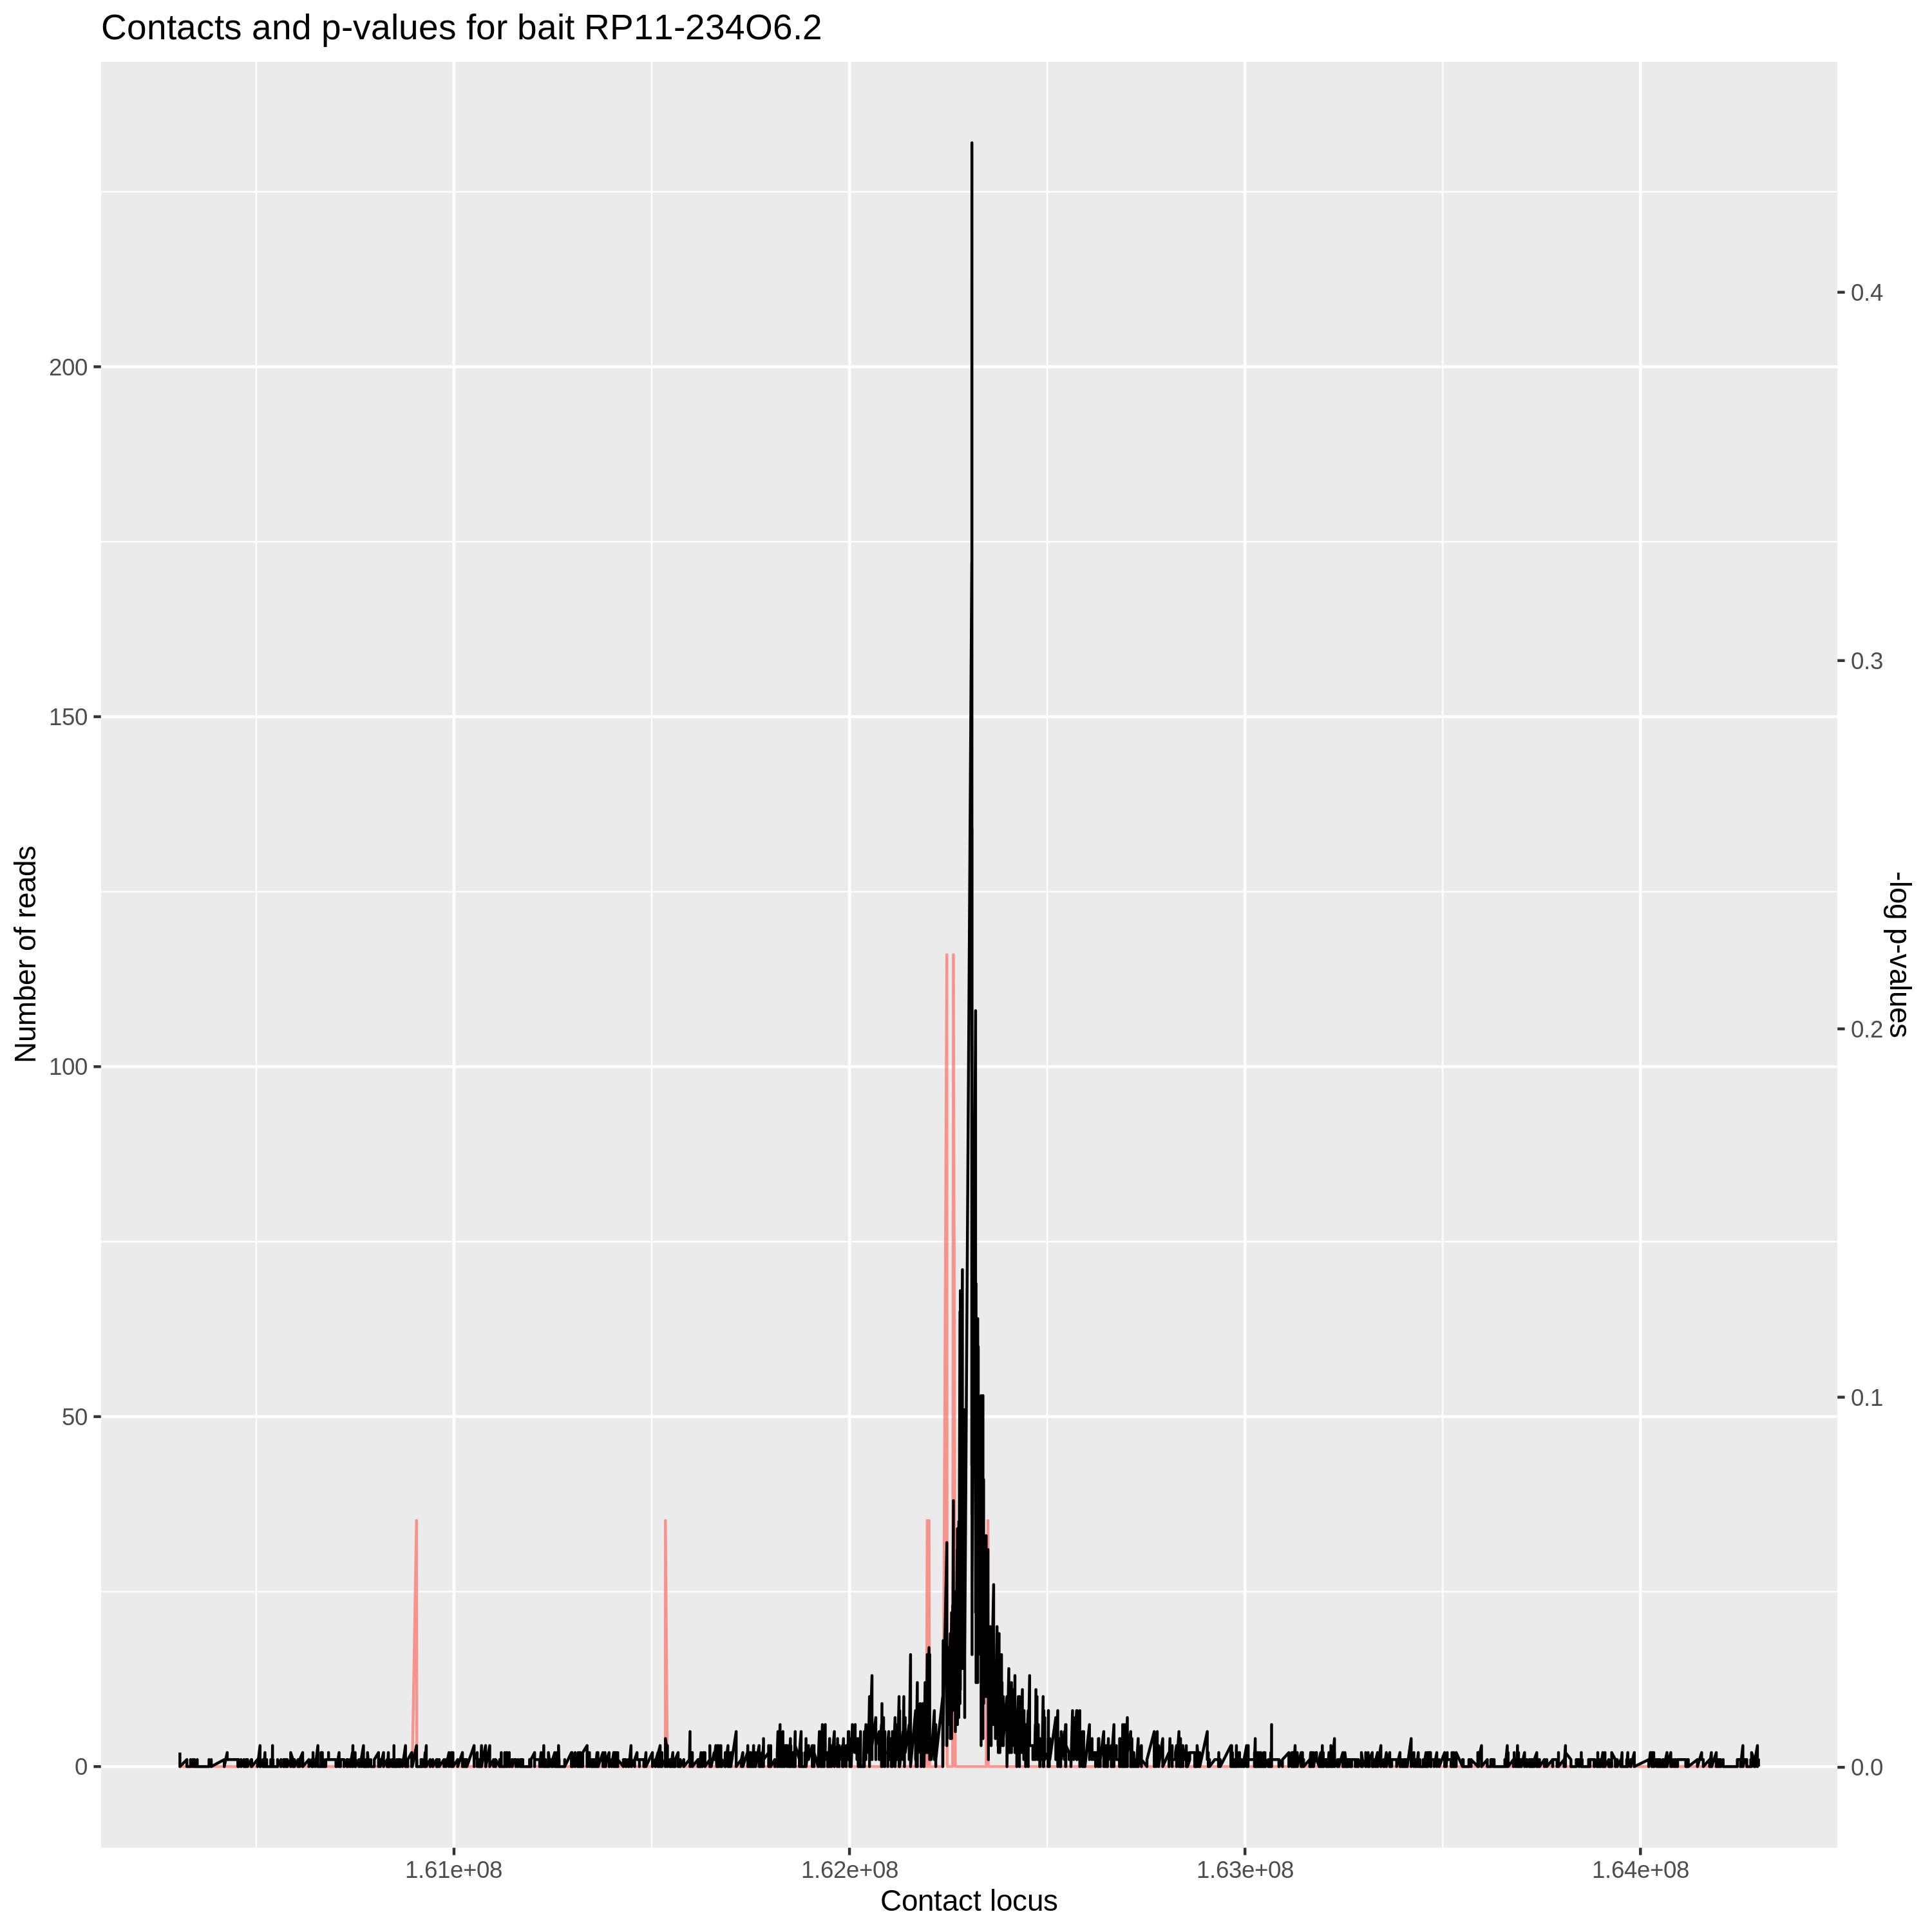 Contacts and p-values for bait RP11-234O6.2
200
150
100
50
0
Number of reads
0.4
0.3
0.2
0.1
0.0
-log p-values
1.61e+08
1.62e+08
1.63e+08
1.64e+08
Contact locus